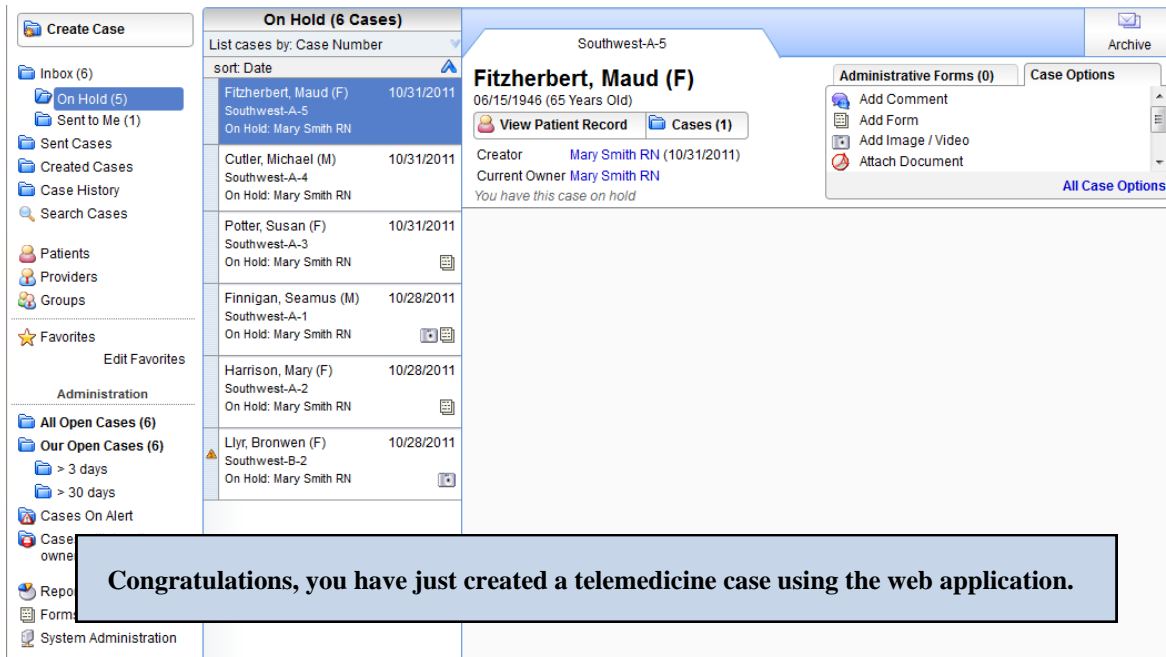 Create Case
Inbox (6)
On Hold (5)
Sent to Me (1)
Sent Cases
Created Cases
Case History
Search Cases
Patients
Providers
Groups
Favorites
Edit Favorites
Administration
All Open Cases (6)
Our Open Cases (6)
> 3 days
> 30 days
Cases On Alert
Case
owne
Repo
Forms
System Administration
On Hold (6 Cases)
List cases by: Case Number
sort: Date
Fitzherbert, Maud (F) 10/31/2011
Southwest-A-5
On Hold: Mary Smith RN
Cutler, Michael (M) 10/31/2011
Southwest-A-4
On Hold: Mary Smith RN
Potter, Susan (F) 10/31/2011
Southwest-A-3
On Hold: Mary Smith RN
Finnigan, Seamus (M) 10/28/2011
Southwest-A-1
On Hold: Mary Smith RN
Harrison, Mary (F) 10/28/2011
Southwest-A-2
On Hold: Mary Smith RN
Llyr, Bronwen (F) 10/28/2011
Southwest-B-2
On Hold: Mary Smith RN
Southwest-A-5
Archive
Fitzherbert, Maud (F)
06/15/1946 (65 Years Old)
View Patient Record Cases (1)
Creator Mary Smith RN (10/31/2011)
Current Owner Mary Smith RN
You have this case on hold
Administrative Forms (0) Case Options
Add Comment
Add Form
Add Image / Video
Attach Document
All Case Options
Congratulations, you have just created a telemedicine case using the web application.